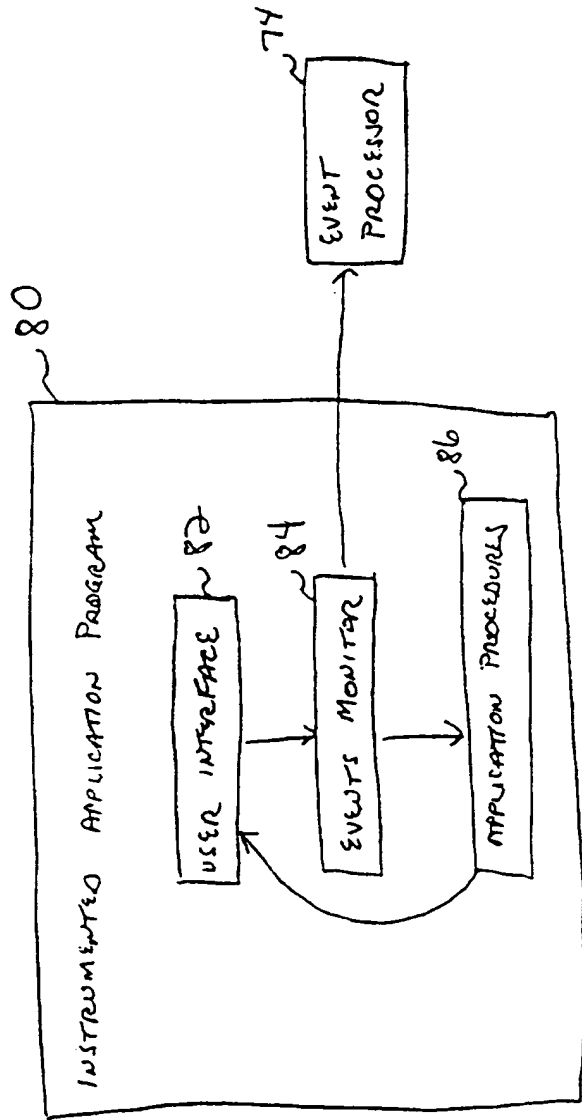 INSTRUMENTED APPLICATION PROGRAM
80
USER INTERFACE
82
EVENTS MONITOR
84
APPLICATION PROCEDURES
86
EVENT
PROCESSOR
74